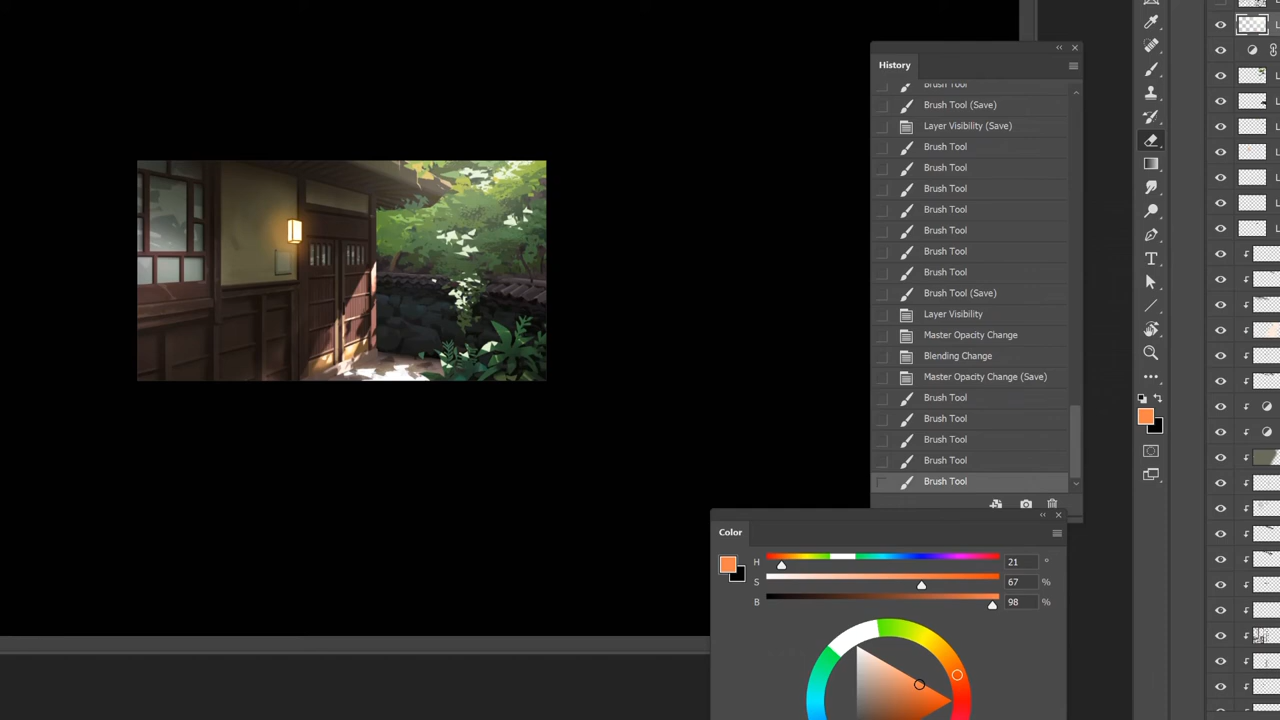 History
Brush Tool
Brush Tool (Save)
Layer Visibility (Save)
Brush Tool
Brush Tool
Brush Tool
Brush Tool
Brush Tool
Brush Tool
Brush Tool
Brush Tool (Save)
Layer Visibility
Master Opacity Change
Blending Change
Master Opacity Change (Save)
Brush Tool
Brush Tool
Brush Tool
Brush Tool
Brush Tool
Color
H 21 °
S 67 %
B 98 %